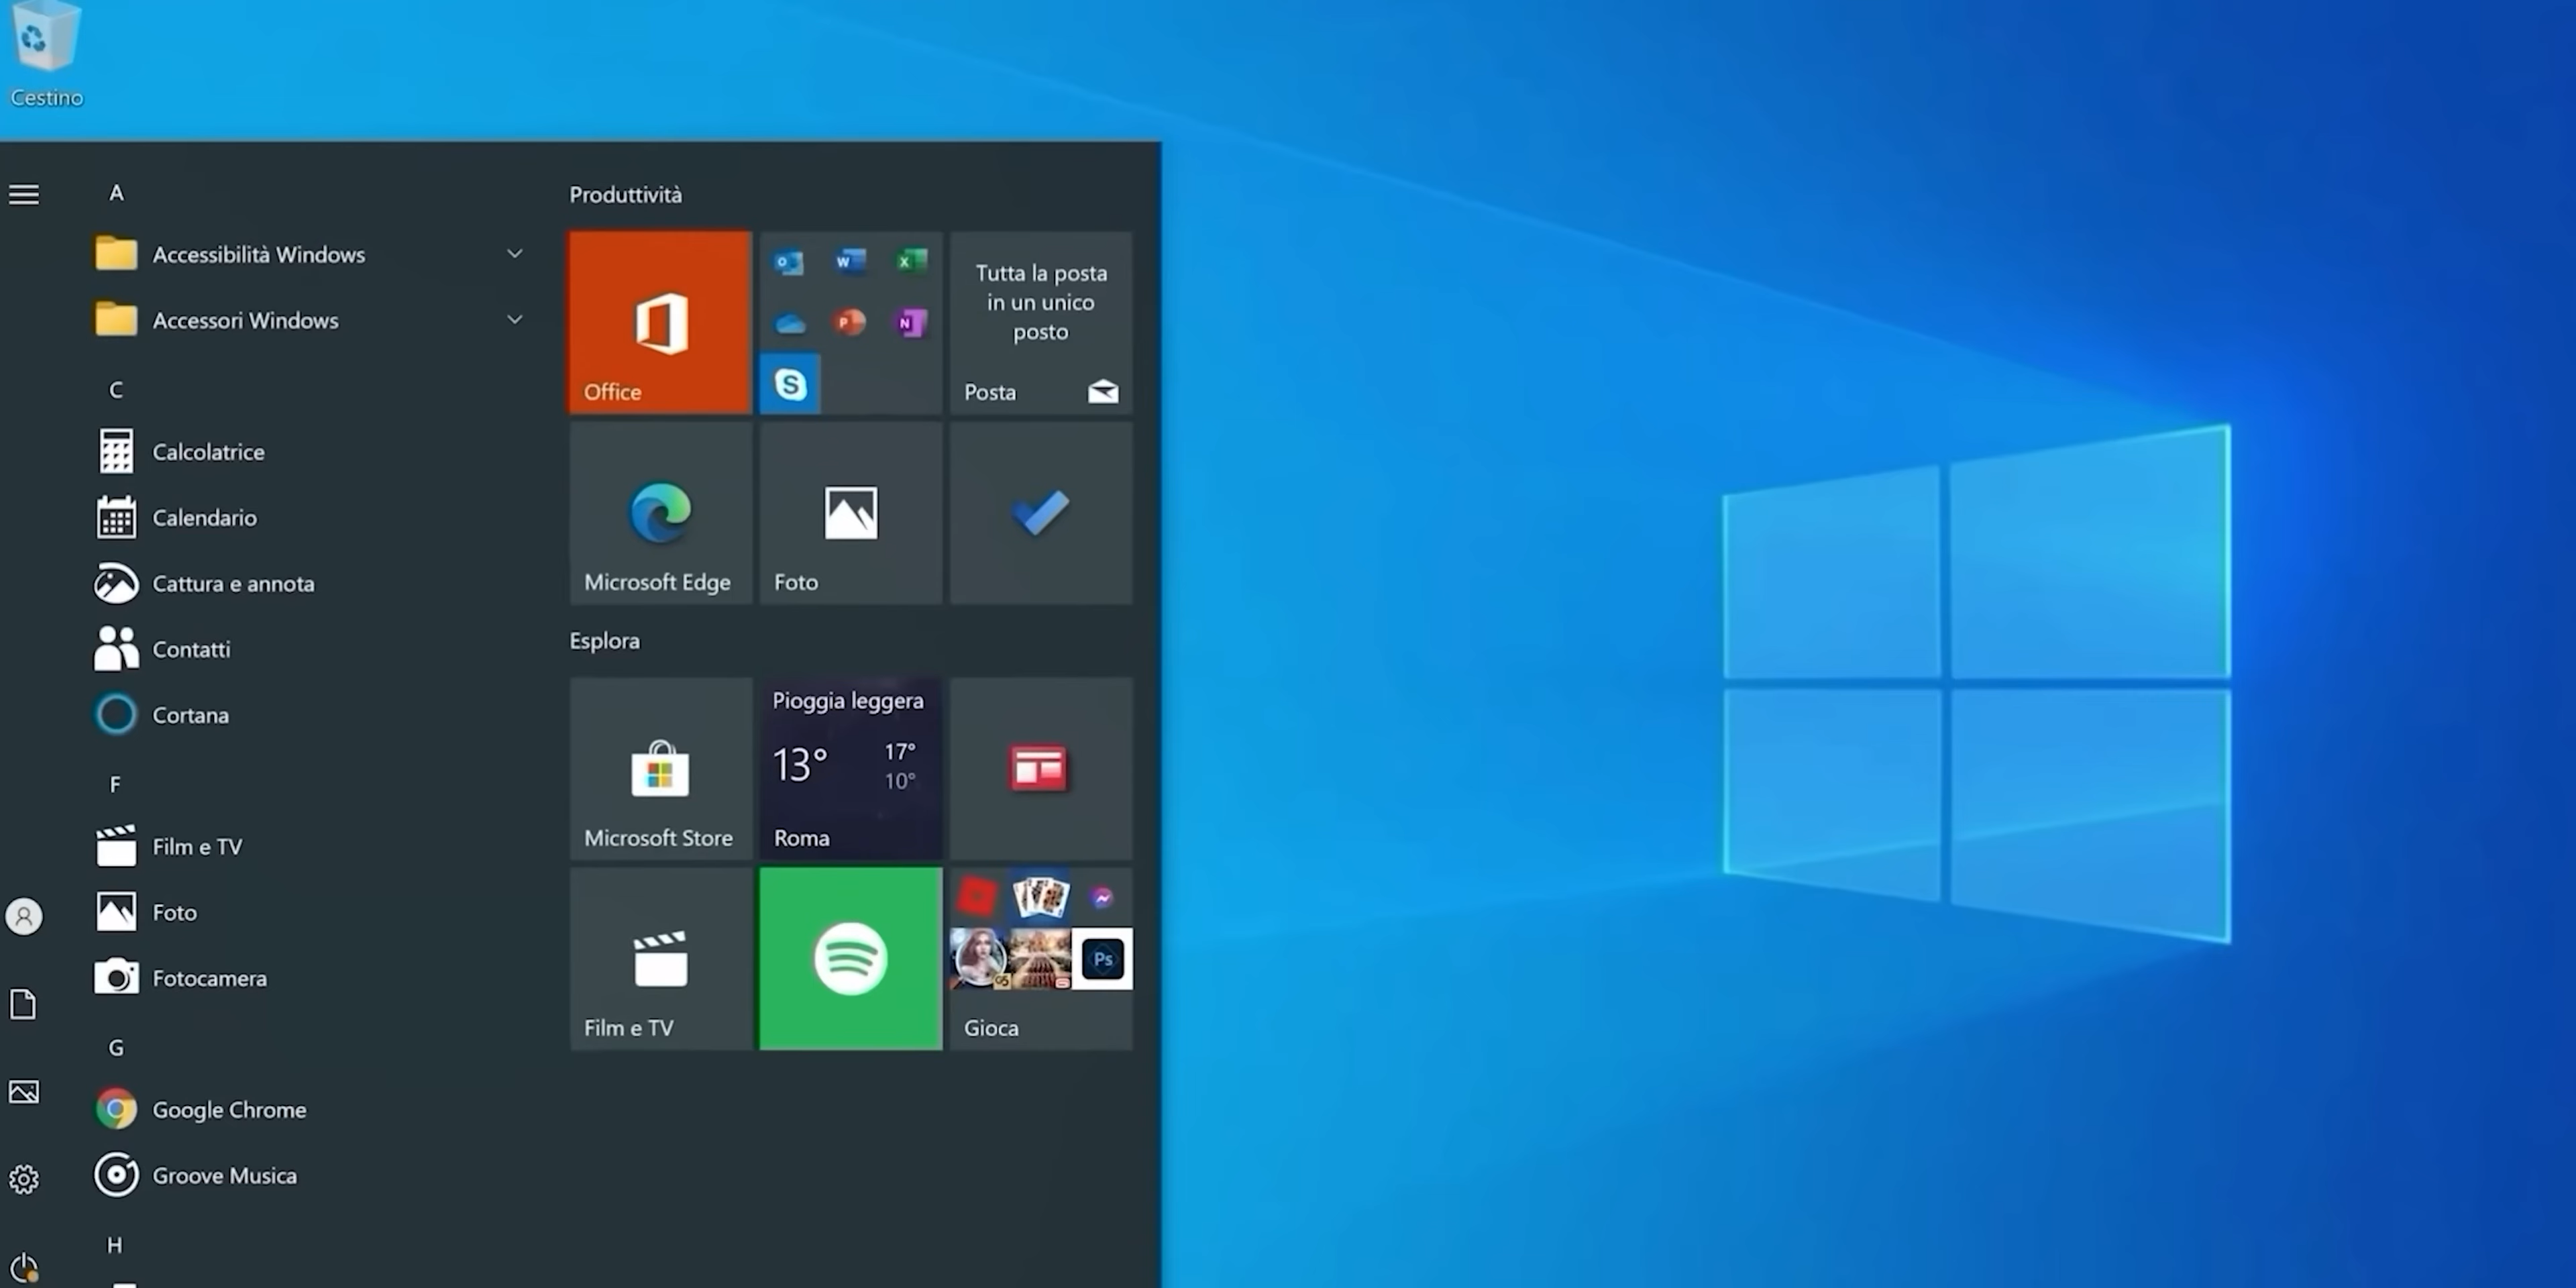 Cestino
A
Accessibilità Windows
Accessori Windows
C
Calcolatrice
Calendario
Cattura e annota
Contatti
Cortana
F
Film e TV
Foto
Fotocamera
G
Google Chrome
Groove Musica
H
Produttività
Office
Tutta la posta
in un unico
posto
Posta
Microsoft Edge
Foto
Esplora
Microsoft Store
Pioggia leggera
13° 17°
10°
Roma
Film e TV
Ps
Gioca